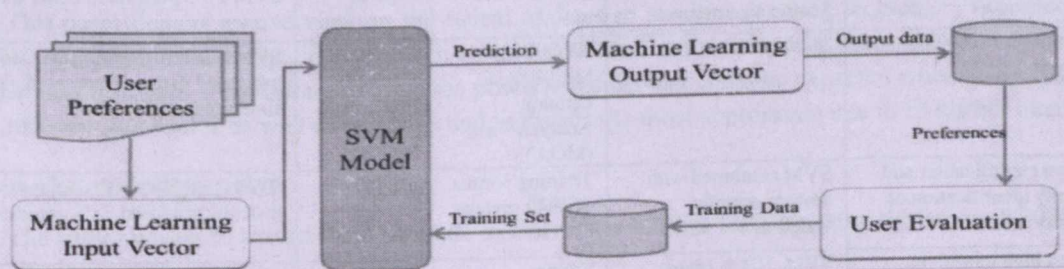 User
Preferences
Machine Learning
Input Vector
SVM
Model
Prediction
Machine Learning
Output Vector
Output data
Preferences
User Evaluation
Training Data
Training Set